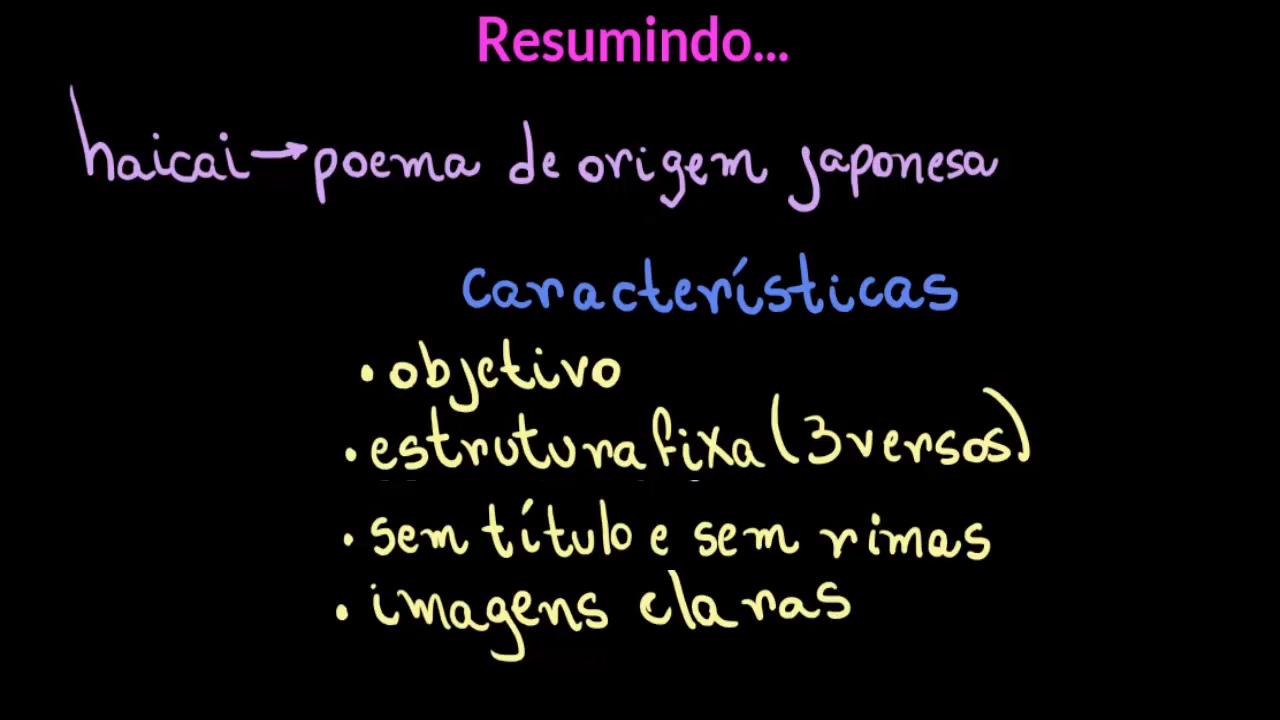 Resumindo...
haicai→poema de origem japonesa
características
• objetivo
• estrutura fixa (3 versos)
• sem título e sem rimas
• imagens claras